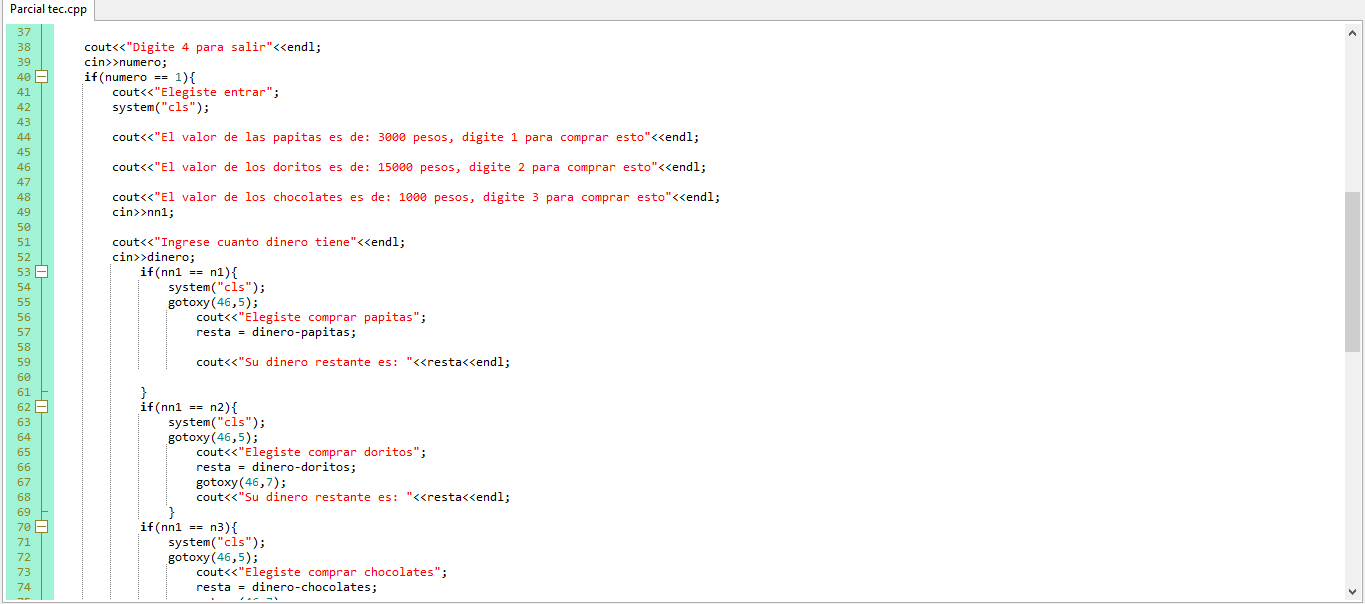 Parcial tec.cpp
37
38 cout<<"Digite 4 para salir"<<endl;
39 cin>>numero;
40 if(numero == 1){
41 cout<<"Elegiste entrar";
42 system("cls");
43
44 cout<<"El valor de las papitas es de: 3000 pesos, digite 1 para comprar esto"<<endl;
45
46 cout<<"El valor de los doritos es de: 15000 pesos, digite 2 para comprar esto"<<endl;
47
48 cout<<"El valor de los chocolates es de: 1000 pesos, digite 3 para comprar esto"<<endl;
49 cin>>nn1;
50
51 cout<<"Ingrese cuanto dinero tiene"<<endl;
52 cin>>dinero;
53 if(nn1 == n1){
54 system("cls");
55 gotoxy(46,5);
56 cout<<"Elegiste comprar papitas";
57 resta = dinero-papitas;
58
59 cout<<"Su dinero restante es: "<<resta<<endl;
60
61 }
62 if(nn1 == n2){
63 system("cls");
64 gotoxy(46,5);
65 cout<<"Elegiste comprar doritos";
66 resta = dinero-doritos;
67 gotoxy(46,7);
68 cout<<"Su dinero restante es: "<<resta<<endl;
69 }
70 if(nn1 == n3){
71 system("cls");
72 gotoxy(46,5);
73 cout<<"Elegiste comprar chocolates";
74 resta = dinero-chocolates;